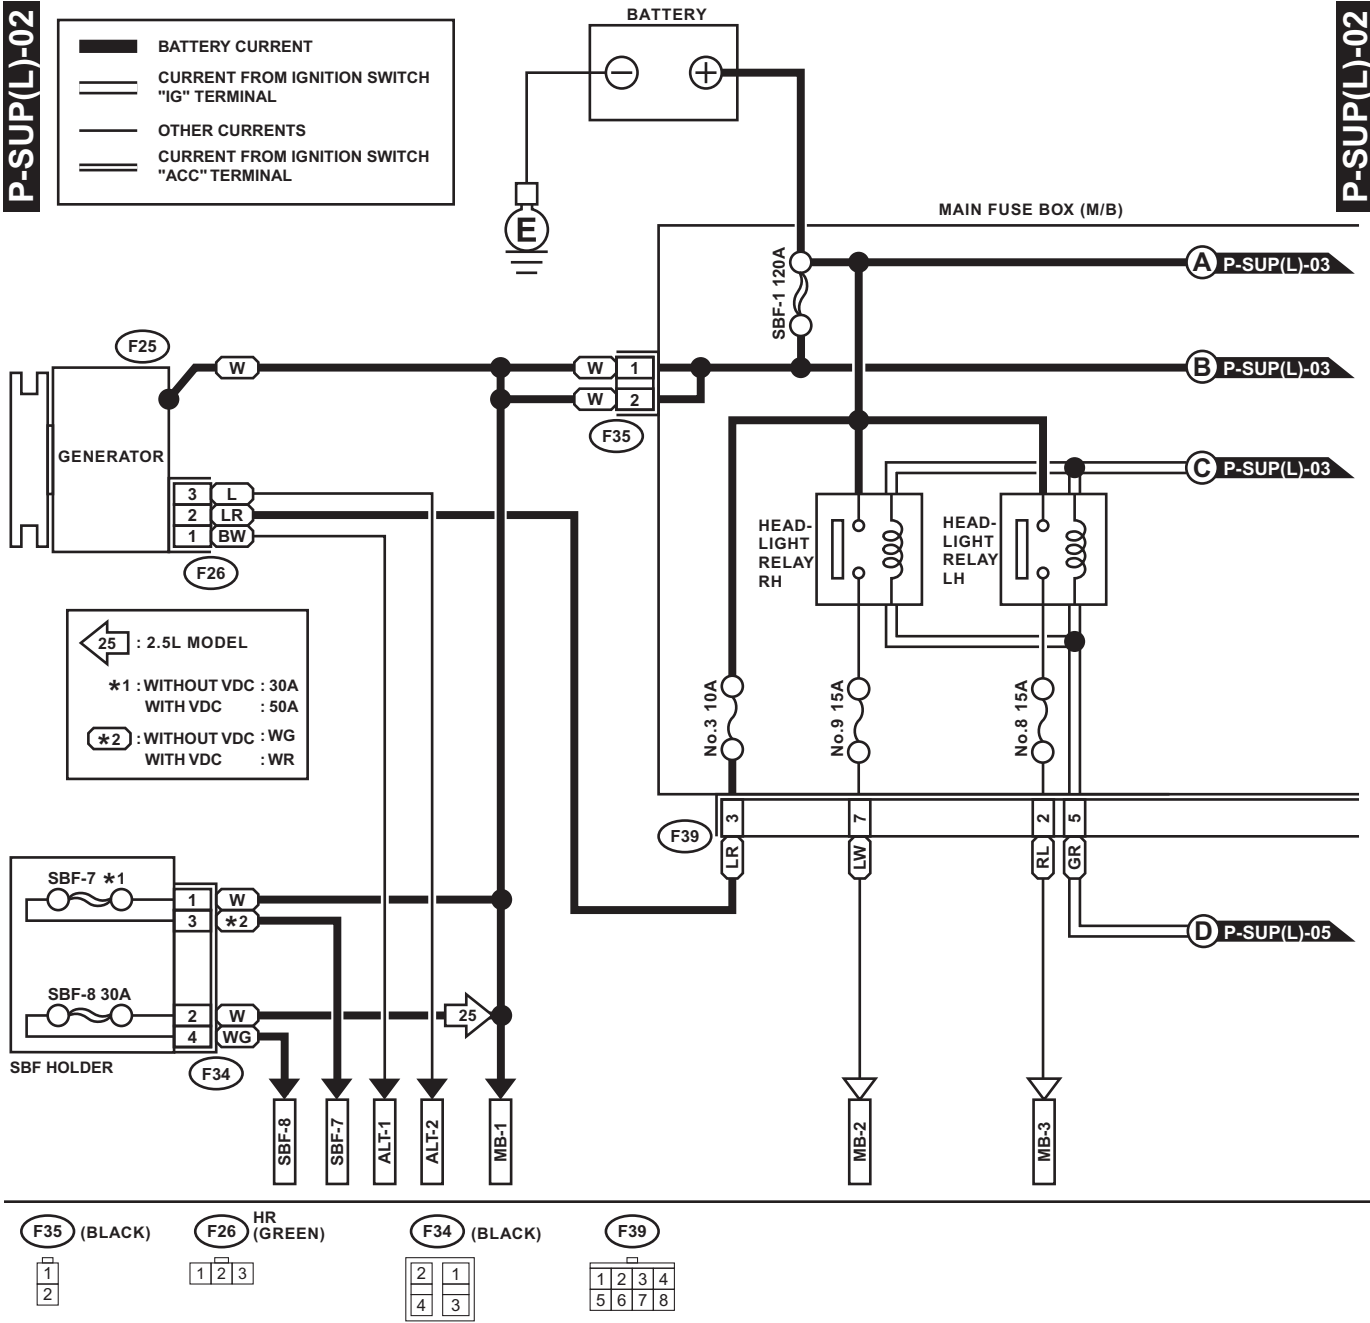 P-SUP(L)-02
P-SUP(L)-02
BATTERY CURRENT
CURRENT FROM IGNITION SWITCH
"IG" TERMINAL
OTHER CURRENTS
CURRENT FROM IGNITION SWITCH
"ACC" TERMINAL
BATTERY
−
+
E
MAIN FUSE BOX (M/B)
SBF-1 120A
A P-SUP(L)-03
F25
W
W 1
B P-SUP(L)-03
W 2
F35
GENERATOR
C P-SUP(L)-03
3 L
2 LR
1 BW
F26
HEAD-
LIGHT
RELAY
RH
HEAD-
LIGHT
RELAY
LH
25 : 2.5L MODEL
*1 : WITHOUT VDC : 30A
WITH VDC : 50A
*2 : WITHOUT VDC : WG
WITH VDC : WR
No.3 10A
No.9 15A
No.8 15A
F39
3
7
2
5
LR
LW
RL
GR
SBF-7 *1
1 W
3 *2
D P-SUP(L)-05
SBF-8 30A
2 W
25
4 WG
SBF HOLDER
F34
SBF-8
SBF-7
ALT-1
ALT-2
MB-1
MB-2
MB-3
F35 (BLACK)
1
2
F26 HR
(GREEN)
1 2 3
F34 (BLACK)
2 1
4 3
F39
1 2 3 4
5 6 7 8